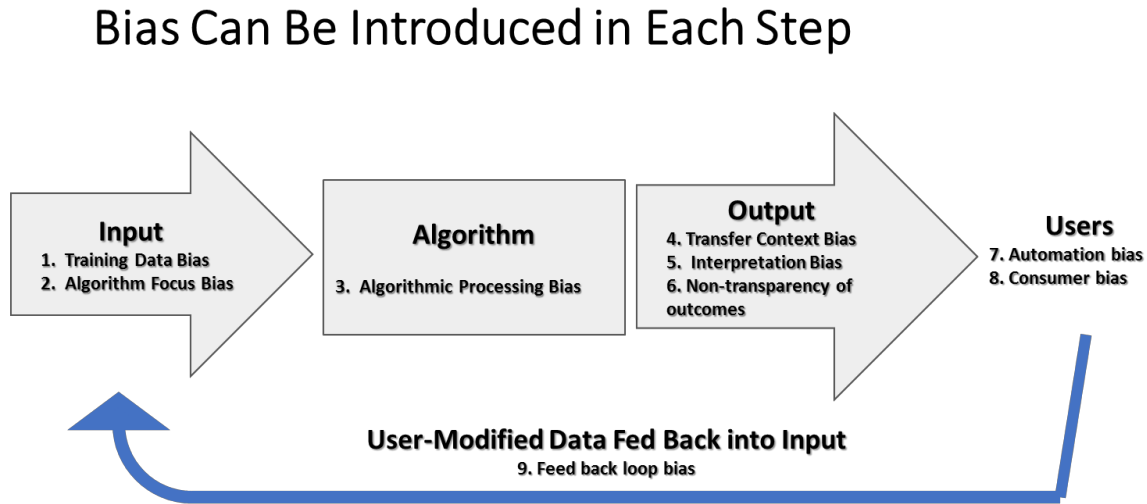 Bias Can Be Introduced in Each Step
Input
1. Training Data Bias
2. Algorithm Focus Bias
Algorithm
3. Algorithmic Processing Bias
Output
4. Transfer Context Bias
5. Interpretation Bias
6. Non-transparency of
outcomes
Users
7. Automation bias
8. Consumer bias
User-Modified Data Fed Back into Input
9. Feed back loop bias